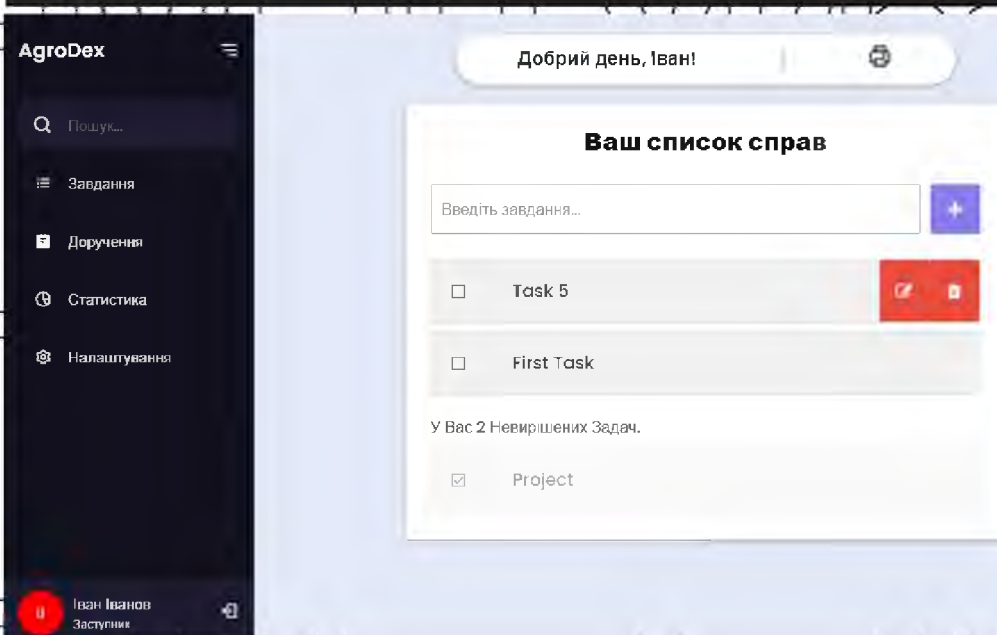 AgroDex
Пошук...
Завдання
Доручення
Статистика
Налаштування
Іван Іванов
Заступник
Добрий день, Іван!
Ваш список справ
Введіть завдання...
+
Task 5
First Task
У Вас 2 Невирішених Задач.
Project